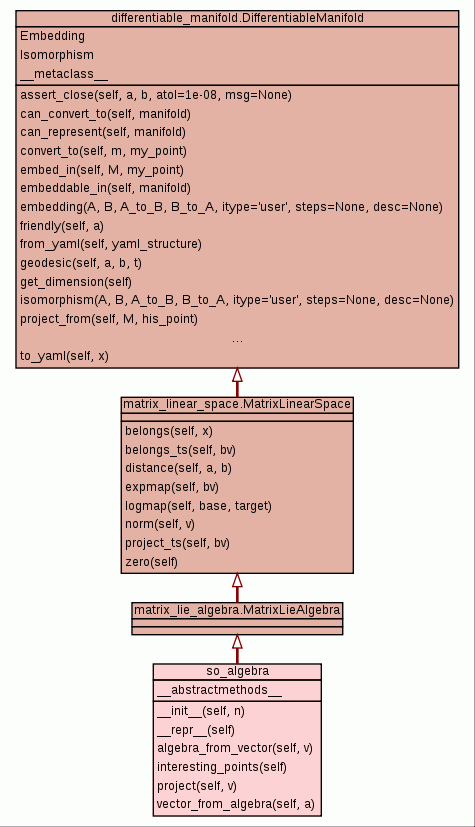 differentiable_manifold.DifferentiableManifold
Embedding
Isomorphism
__metaclass__
assert_close(self, a, b, atol=1e-08, msg=None)
can_convert_to(self, manifold)
can_represent(self, manifold)
convert_to(self, m, my_point)
embed_in(self, M, my_point)
embeddable_in(self, manifold)
embedding(A, B, A_to_B, B_to_A, itype='user', steps=None, desc=None)
friendly(self, a)
from_yaml(self, yaml_structure)
geodesic(self, a, b, t)
get_dimension(self)
isomorphism(A, B, A_to_B, B_to_A, itype='user', steps=None, desc=None)
project_from(self, M, his_point)
...
to_yaml(self, x)
matrix_linear_space.MatrixLinearSpace
belongs(self, x)
belongs_ts(self, bv)
distance(self, a, b)
expmap(self, bv)
logmap(self, base, target)
norm(self, v)
project_ts(self, bv)
zero(self)
matrix_lie_algebra.MatrixLieAlgebra
so_algebra
__abstractmethods__
__init__(self, n)
__repr__(self)
algebra_from_vector(self, v)
interesting_points(self)
project(self, v)
vector_from_algebra(self, a)